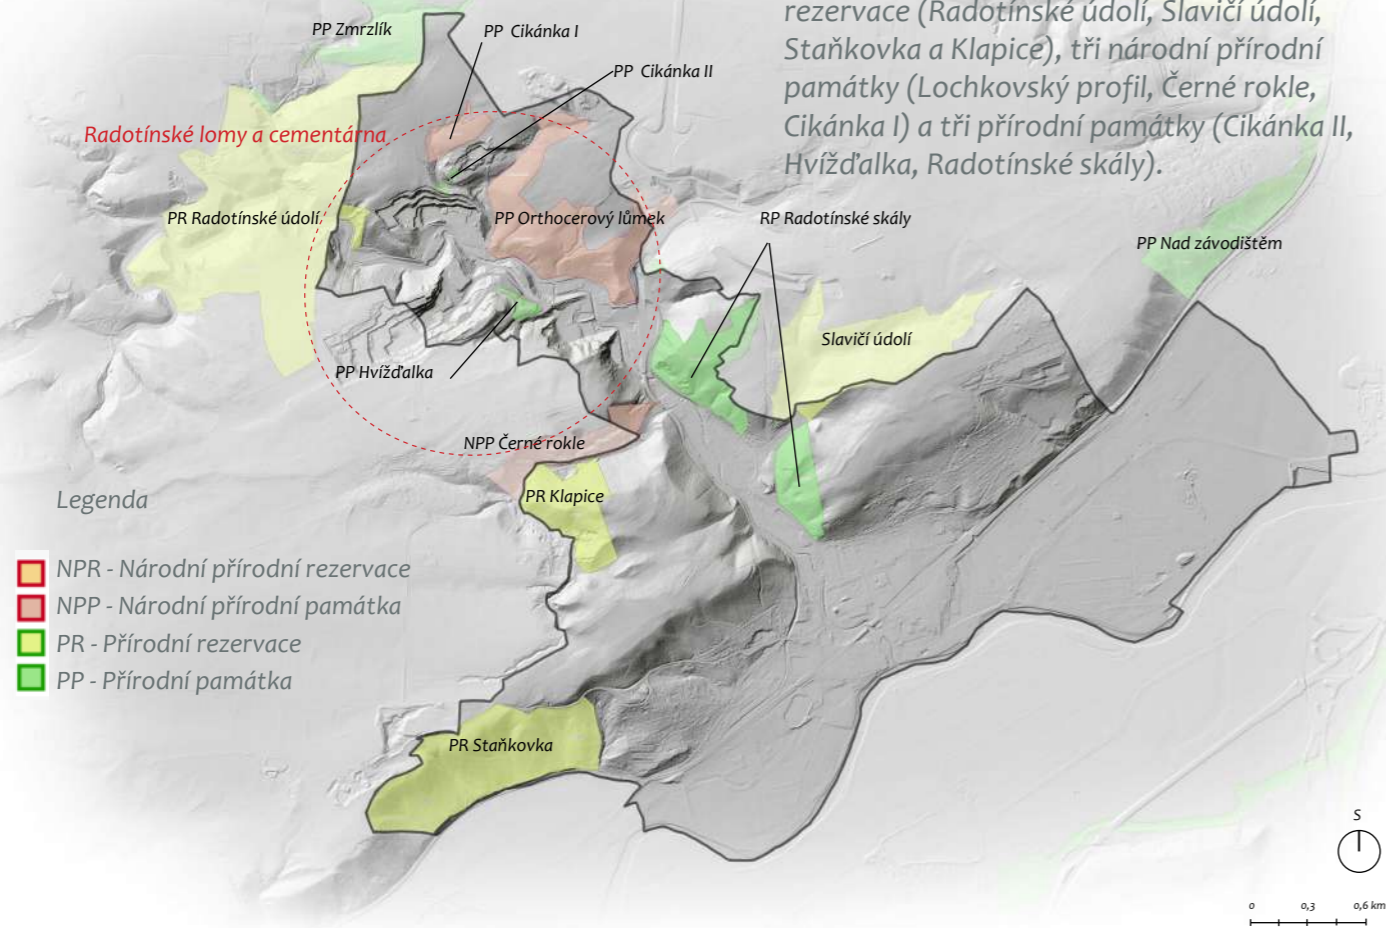 rezervace (Radotínské údolí, Slavičí údolí,
Staňkovka a Klapice), tři národní přírodní
památky (Lochkovský profil, Černé rokle,
Cikánka I) a tři přírodní památky (Cikánka II,
Hvížďalka, Radotínské skály).
PP Zmrzlík
PP Cikánka I
PP Cikánka II
Radotínské lomy a cementárna
PR Radotínské údolí
PP Orthocerový lůmek
RP Radotínské skály
PP Nad závodištěm
Slavičí údolí
PP Hvížďalka
NPP Černé rokle
PR Klapice
Legenda
NPR - Národní přírodní rezervace
NPP - Národní přírodní památka
PR - Přírodní rezervace
PP - Přírodní památka
PR Staňkovka
S
0 0,3 0,6 km